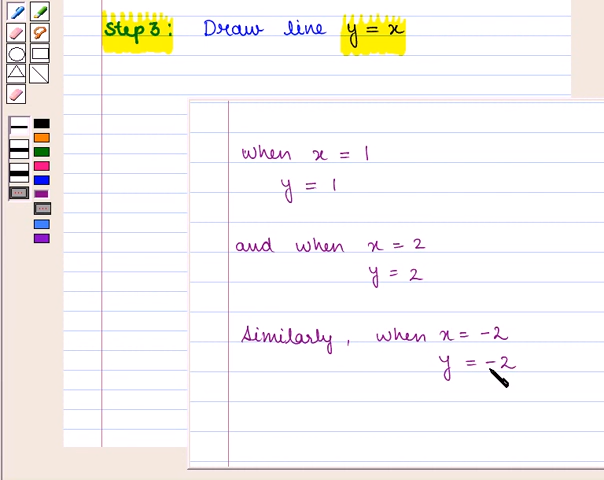 Step 3: Draw line y = x
when x = 1
y = 1
and when x = 2
y = 2
Similarly, when x = -2
y = -2